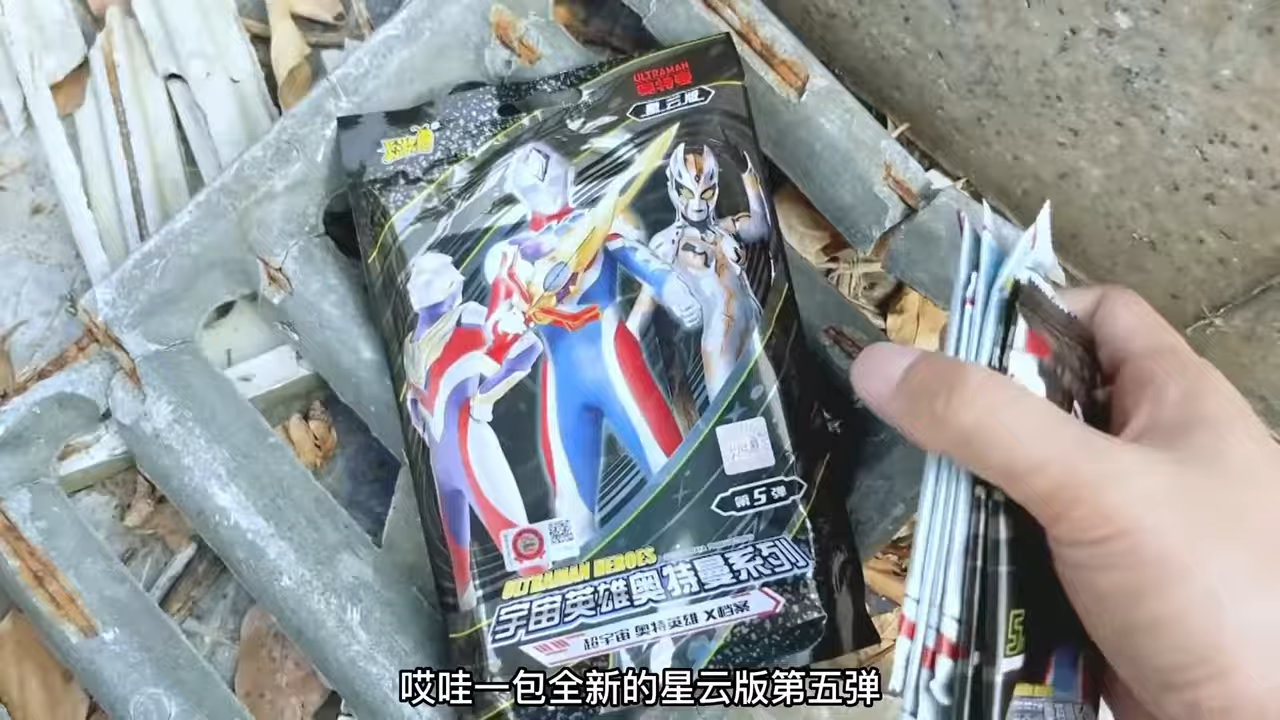 ULTRAMAN
奥特曼
星云版
第5弹
ULTRAMAN HEROES
宇宙英雄奥特曼系列
超宇宙 奥特英雄 X档案
5
哎哇一包全新的星云版第五弹